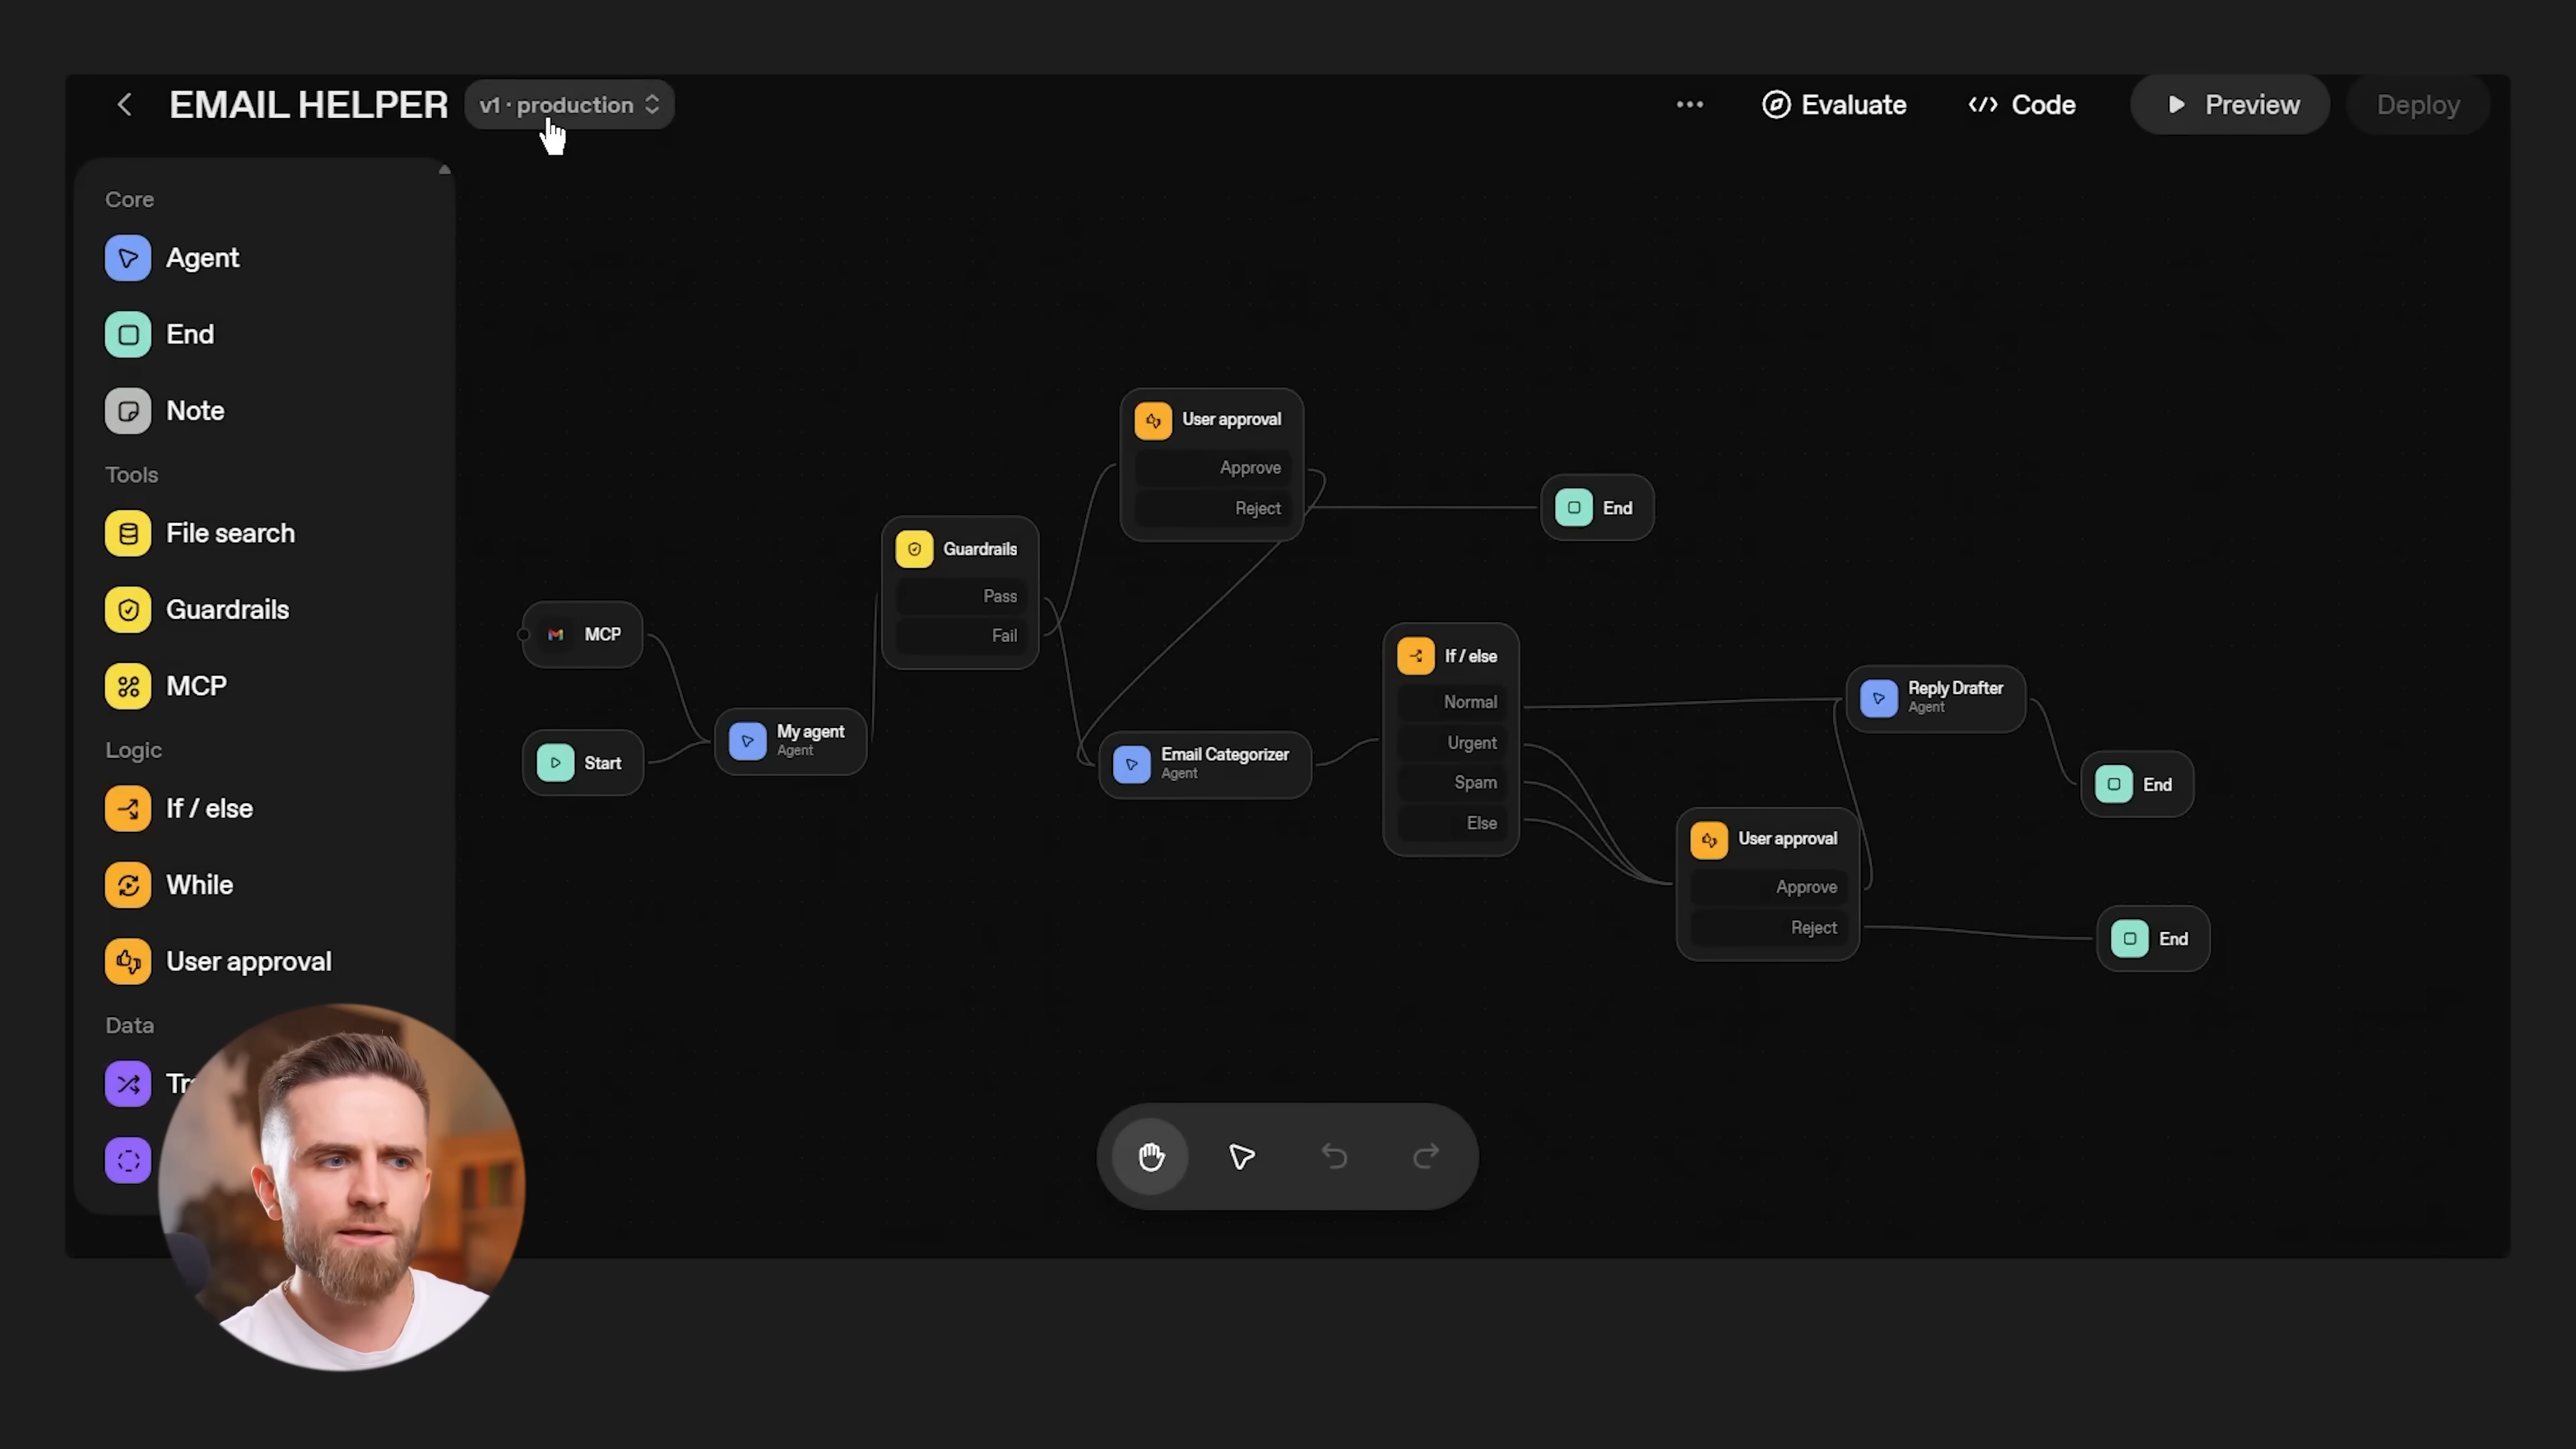 EMAIL HELPER
v1 · production
Evaluate
Code
Preview
Deploy
Core
Agent
End
Note
Tools
File search
Guardrails
MCP
Logic
If / else
While
User approval
Data
MCP
Start
My agent
Agent
Guardrails
Pass
Fail
User approval
Approve
Reject
End
Email Categorizer
Agent
If / else
Normal
Urgent
Spam
Else
User approval
Approve
Reject
Reply Drafter
Agent
End
End